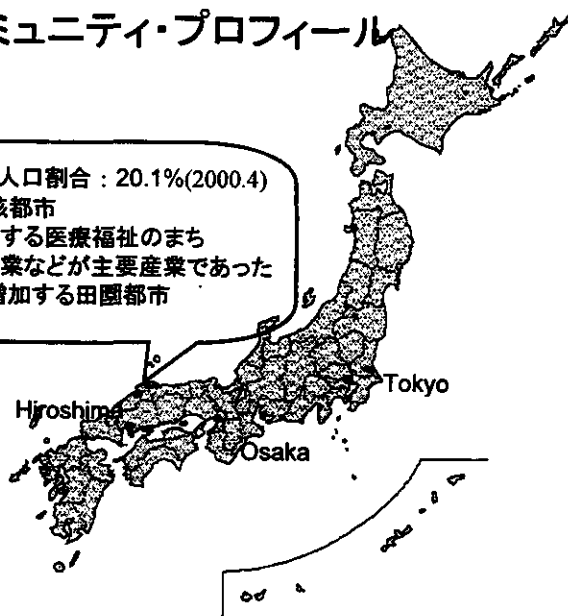 ミュニティ・プロフィール
人口割合：20.1%(2000.4)
核都市
する医療福祉のまち
業などが主要産業であった
増加する田園都市
Hiroshima
Tokyo
Osaka